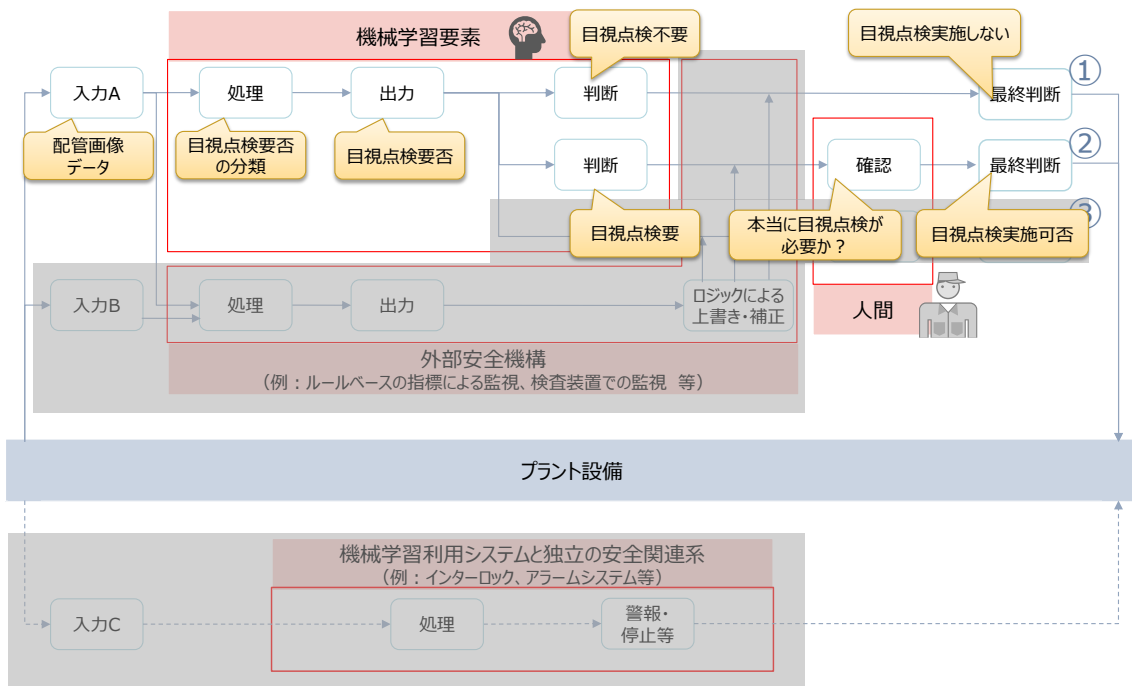 機械学習要素
目視点検不要
目視点検実施しない
①
入力A
処理
出力
判断
最終判断
配管画像
データ
目視点検要否
の分類
目視点検要否
判断
確認
最終判断
②
目視点検要
本当に目視点検が
必要か？
目視点検実施可否
③
入力B
処理
出力
ロジックによる
上書き・補正
人間
外部安全機構
（例：ルールベースの指標による監視、検査装置での監視 等）
プラント設備
機械学習利用システムと独立の安全関連系
（例：インターロック、アラームシステム等）
入力C
処理
警報・
停止等